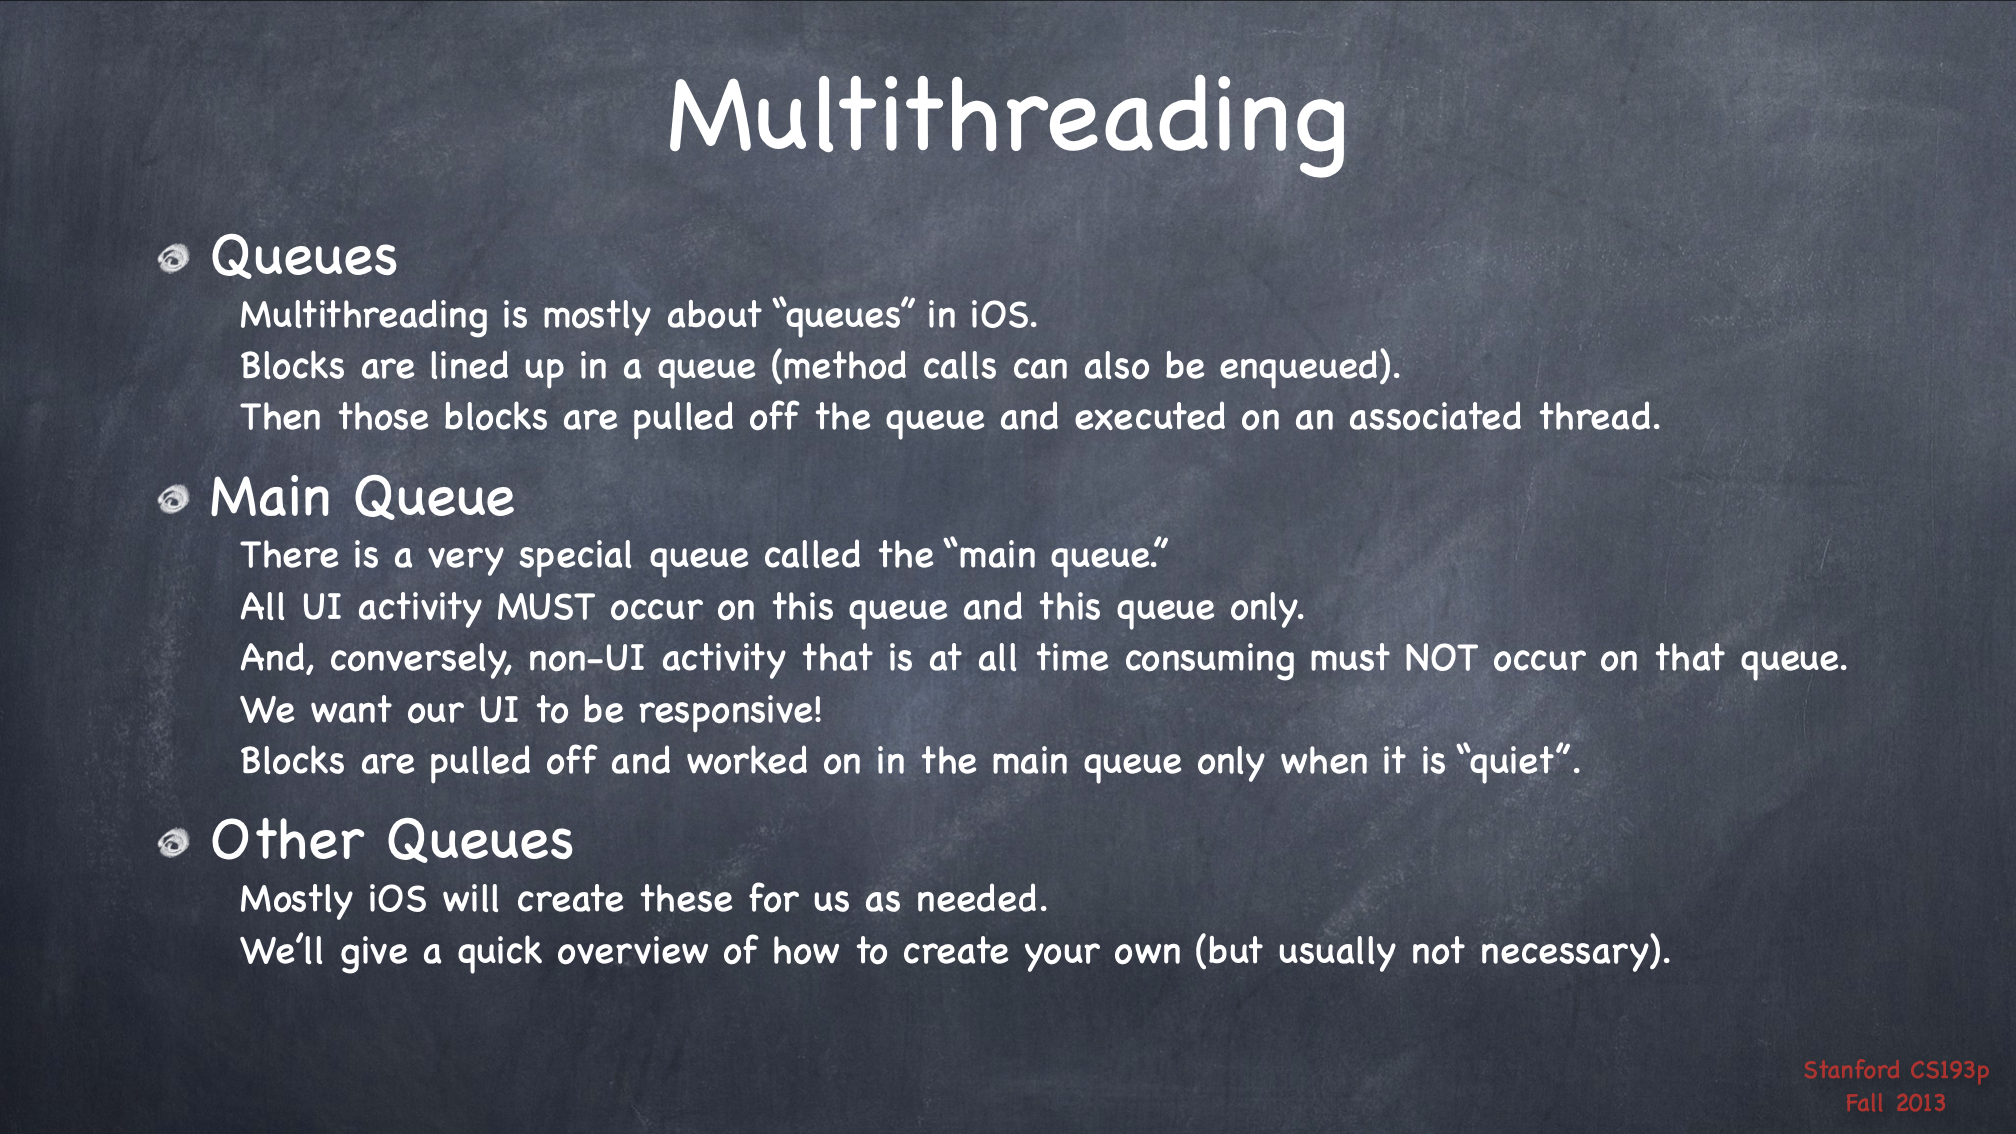 Multithreading
Queues
Multithreading is mostly about “queues” in iOS.
Blocks are lined up in a queue (method calls can also be enqueued).
Then those blocks are pulled off the queue and executed on an associated thread.
Main Queue
There is a very special queue called the “main queue.”
All UI activity MUST occur on this queue and this queue only.
And, conversely, non-UI activity that is at all time consuming must NOT occur on that queue.
We want our UI to be responsive!
Blocks are pulled off and worked on in the main queue only when it is “quiet”.
Other Queues
Mostly iOS will create these for us as needed.
We’ll give a quick overview of how to create your own (but usually not necessary).
Stanford CS193p
Fall 2013